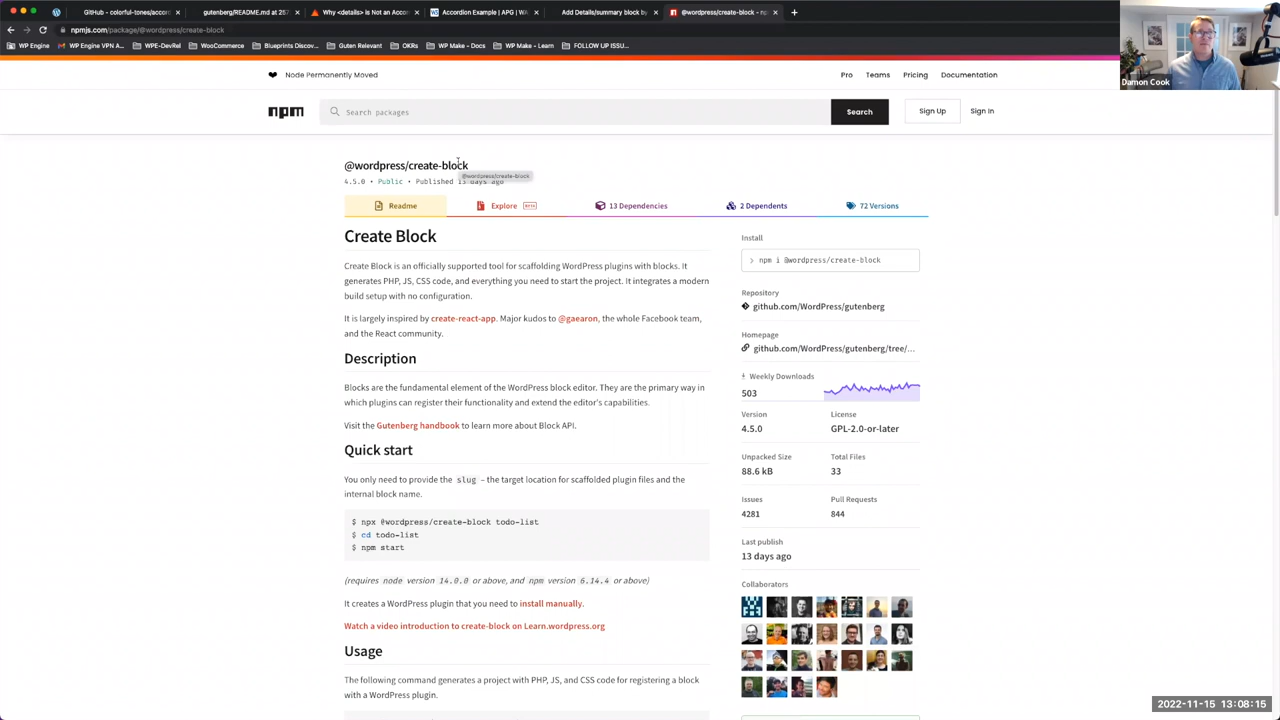 GitHub - colorful-tones/accorc
gutenberg/README.md at 257
Why <details> is Not an Accor
Accordion Example | APG | WA
Add Details/summary block by
@wordpress/create-block - np
npmjs.com/package/@wordpress/create-block
WP Engine
WP Engine VPN A...
WPE-DevRel
WooCommerce
Blueprints Discov...
Guten Relevant
OKRs
WP Make - Docs
WP Make - Learn
FOLLOW UP ISSU...
Damon Cook
Node Permanently Moved
Pro
Teams
Pricing
Documentation
npm
Search packages
Search
Sign Up
Sign In
@wordpress/create-block
@wordpress/create-block
4.5.0 • Public • Published 13 days ago
Readme
Explore BETA
13 Dependencies
2 Dependents
72 Versions
Create Block
Create Block is an officially supported tool for scaffolding WordPress plugins with blocks. It
generates PHP, JS, CSS code, and everything you need to start the project. It integrates a modern
build setup with no configuration.
It is largely inspired by create-react-app. Major kudos to @gaearon, the whole Facebook team,
and the React community.
Description
Blocks are the fundamental element of the WordPress block editor. They are the primary way in
which plugins can register their functionality and extend the editor's capabilities.
Visit the Gutenberg handbook to learn more about Block API.
Quick start
You only need to provide the slug – the target location for scaffolded plugin files and the
internal block name.
$ npx @wordpress/create-block todo-list
$ cd todo-list
$ npm start
(requires node version 14.0.0 or above, and npm version 6.14.4 or above)
It creates a WordPress plugin that you need to install manually.
Watch a video introduction to create-block on Learn.wordpress.org
Usage
The following command generates a project with PHP, JS, and CSS code for registering a block
with a WordPress plugin.
Install
> npm i @wordpress/create-block
Repository
github.com/WordPress/gutenberg
Homepage
github.com/WordPress/gutenberg/tree/...
Weekly Downloads
503
Version
License
4.5.0
GPL-2.0-or-later
Unpacked Size
Total Files
88.6 kB
33
Issues
Pull Requests
4281
844
Last publish
13 days ago
Collaborators
2022-11-15 13:08:15